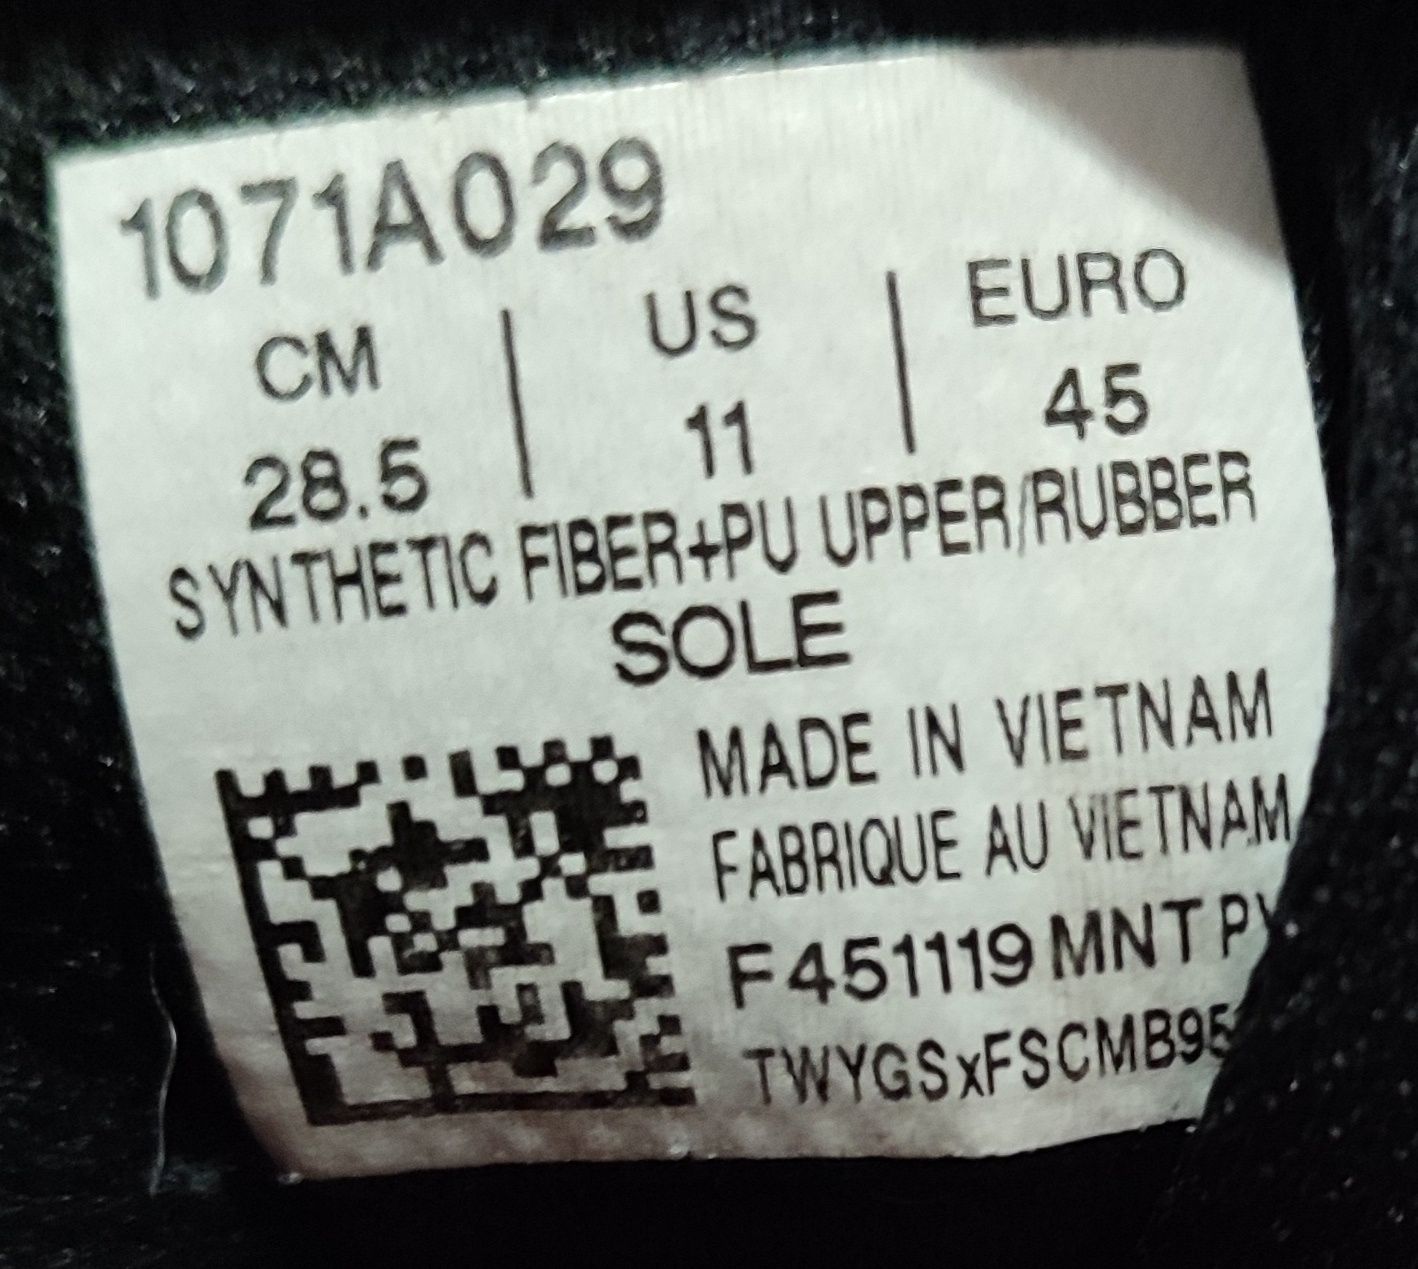 1071A029
CM | US | EURO
28.5 | 11 | 45
SYNTHETIC FIBER+PU UPPER/RUBBER
SOLE
MADE IN VIETNAM
FABRIQUE AU VIETNAM
F451119 MNT